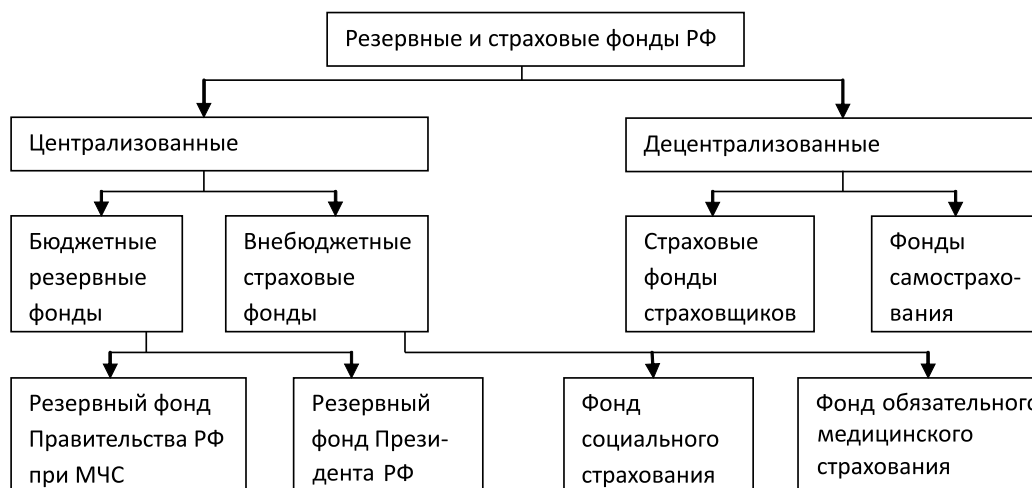 Резервные и страховые фонды РФ
Централизованные
Децентрализованные
Бюджетные
резервные
фонды
Внебюджетные
страховые
фонды
Страховые
фонды
страховщиков
Фонды
самострахо-
вания
Резервный фонд
Правительства РФ
при МЧС
Резервный
фонд Прези-
дента РФ
Фонд
социального
страхования
Фонд обязательного
медицинского
страхования